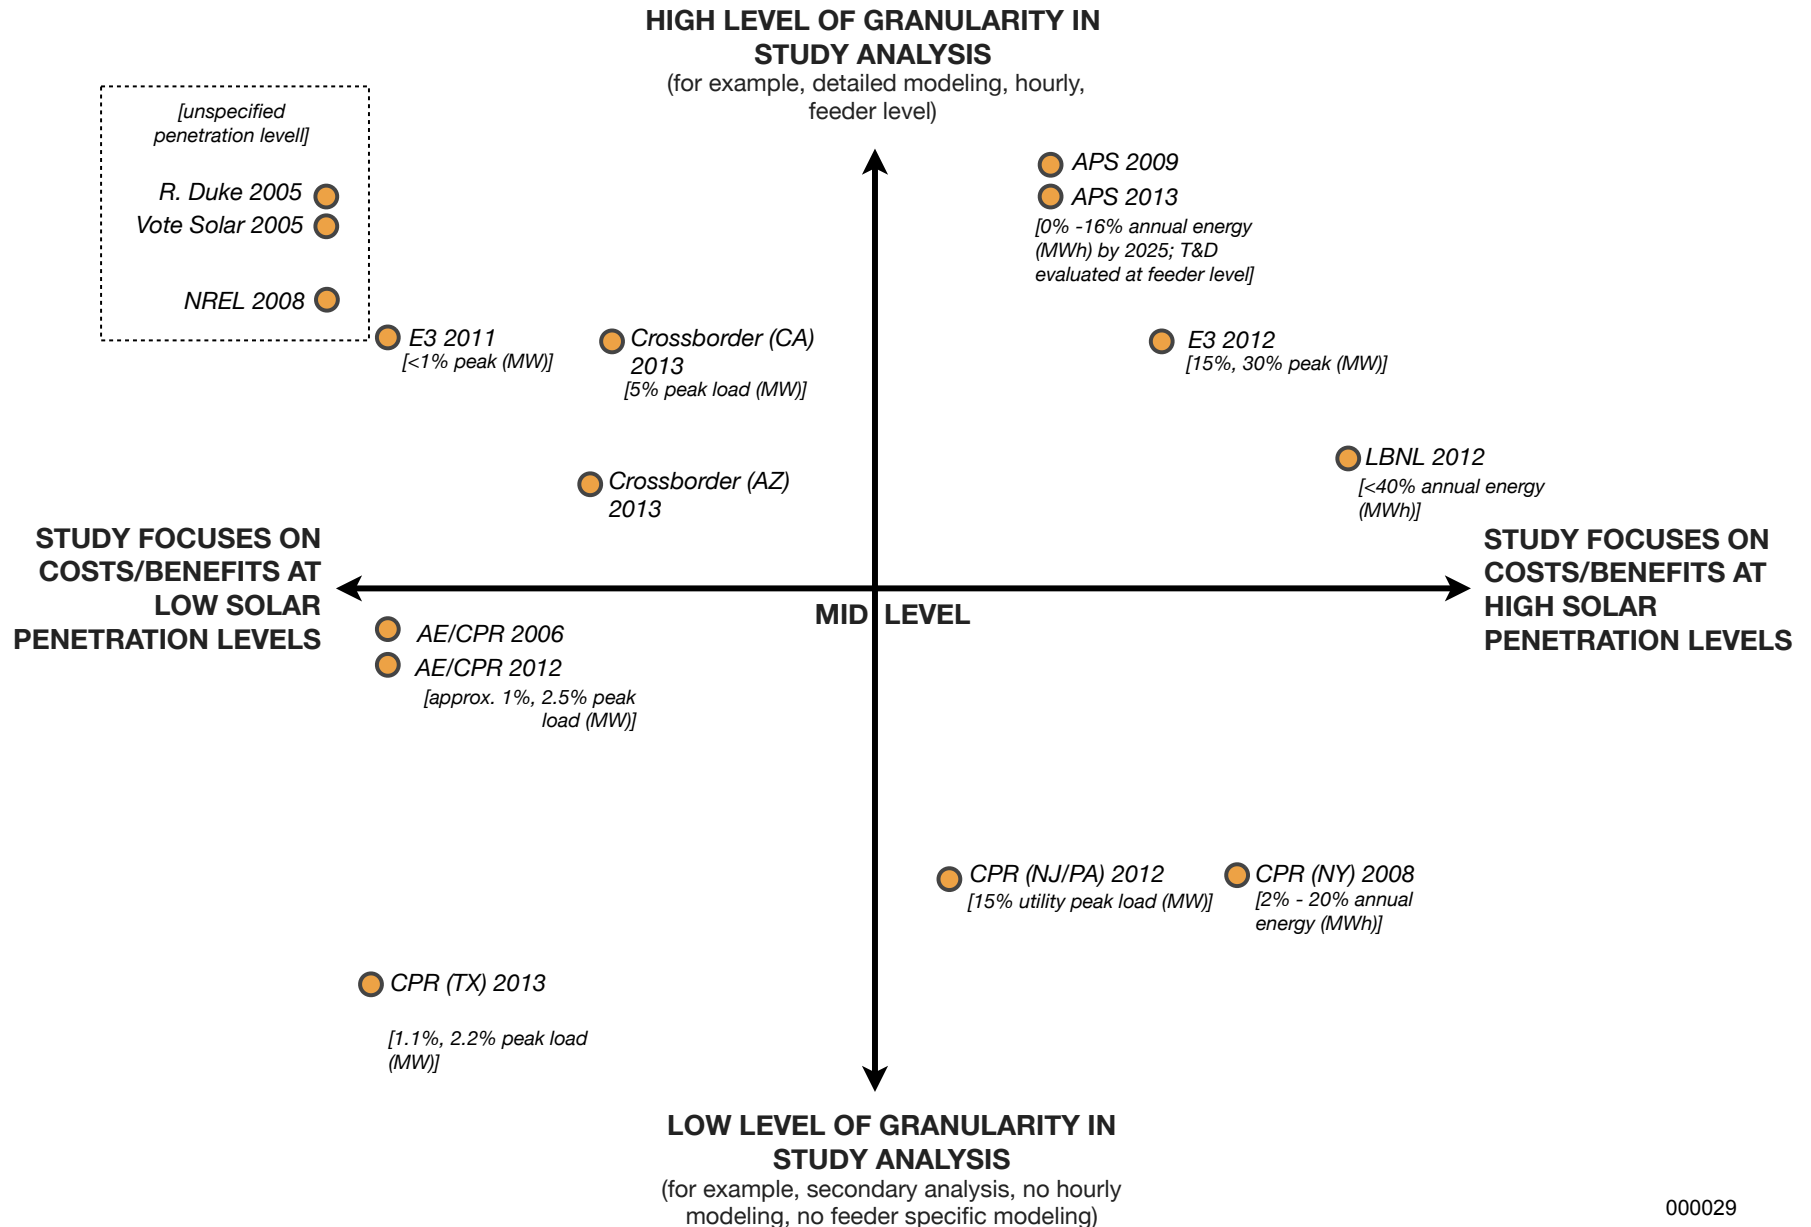 HIGH LEVEL OF GRANULARITY IN
STUDY ANALYSIS
(for example, detailed modeling, hourly,
feeder level)
[unspecified
penetration levell]
R. Duke 2005
Vote Solar 2005
NREL 2008
APS 2009
APS 2013
[0% -16% annual energy
(MWh) by 2025; T&D
evaluated at feeder level]
E3 2011
[<1% peak (MW)]
Crossborder (CA)
2013
[5% peak load (MW)]
E3 2012
[15%, 30% peak (MW)]
LBNL 2012
[<40% annual energy
(MWh)]
Crossborder (AZ)
2013
STUDY FOCUSES ON
COSTS/BENEFITS AT
LOW SOLAR
PENETRATION LEVELS
MID LEVEL
STUDY FOCUSES ON
COSTS/BENEFITS AT
HIGH SOLAR
PENETRATION LEVELS
AE/CPR 2006
AE/CPR 2012
[approx. 1%, 2.5% peak
load (MW)]
CPR (NJ/PA) 2012
[15% utility peak load (MW)]
CPR (NY) 2008
[2% - 20% annual
energy (MWh)]
CPR (TX) 2013
[1.1%, 2.2% peak load
(MW)]
LOW LEVEL OF GRANULARITY IN
STUDY ANALYSIS
(for example, secondary analysis, no hourly
modeling, no feeder specific modeling)
000029